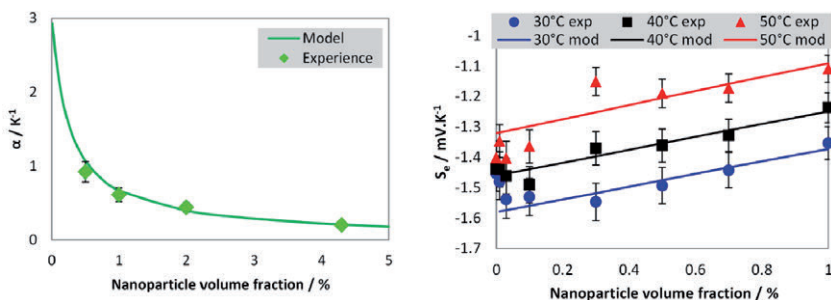 3
2
1
0
α / K⁻¹
Model
Experience
0 1 2 3 4 5
Nanoparticle volume fraction / %
30°C exp 40°C exp 50°C exp
30°C mod 40°C mod 50°C mod
-1
-1.1
-1.2
-1.3
-1.4
-1.5
-1.6
-1.7
Sₑ / mV.K⁻¹
0 0.2 0.4 0.6 0.8 1
Nanoparticle volume fraction / %